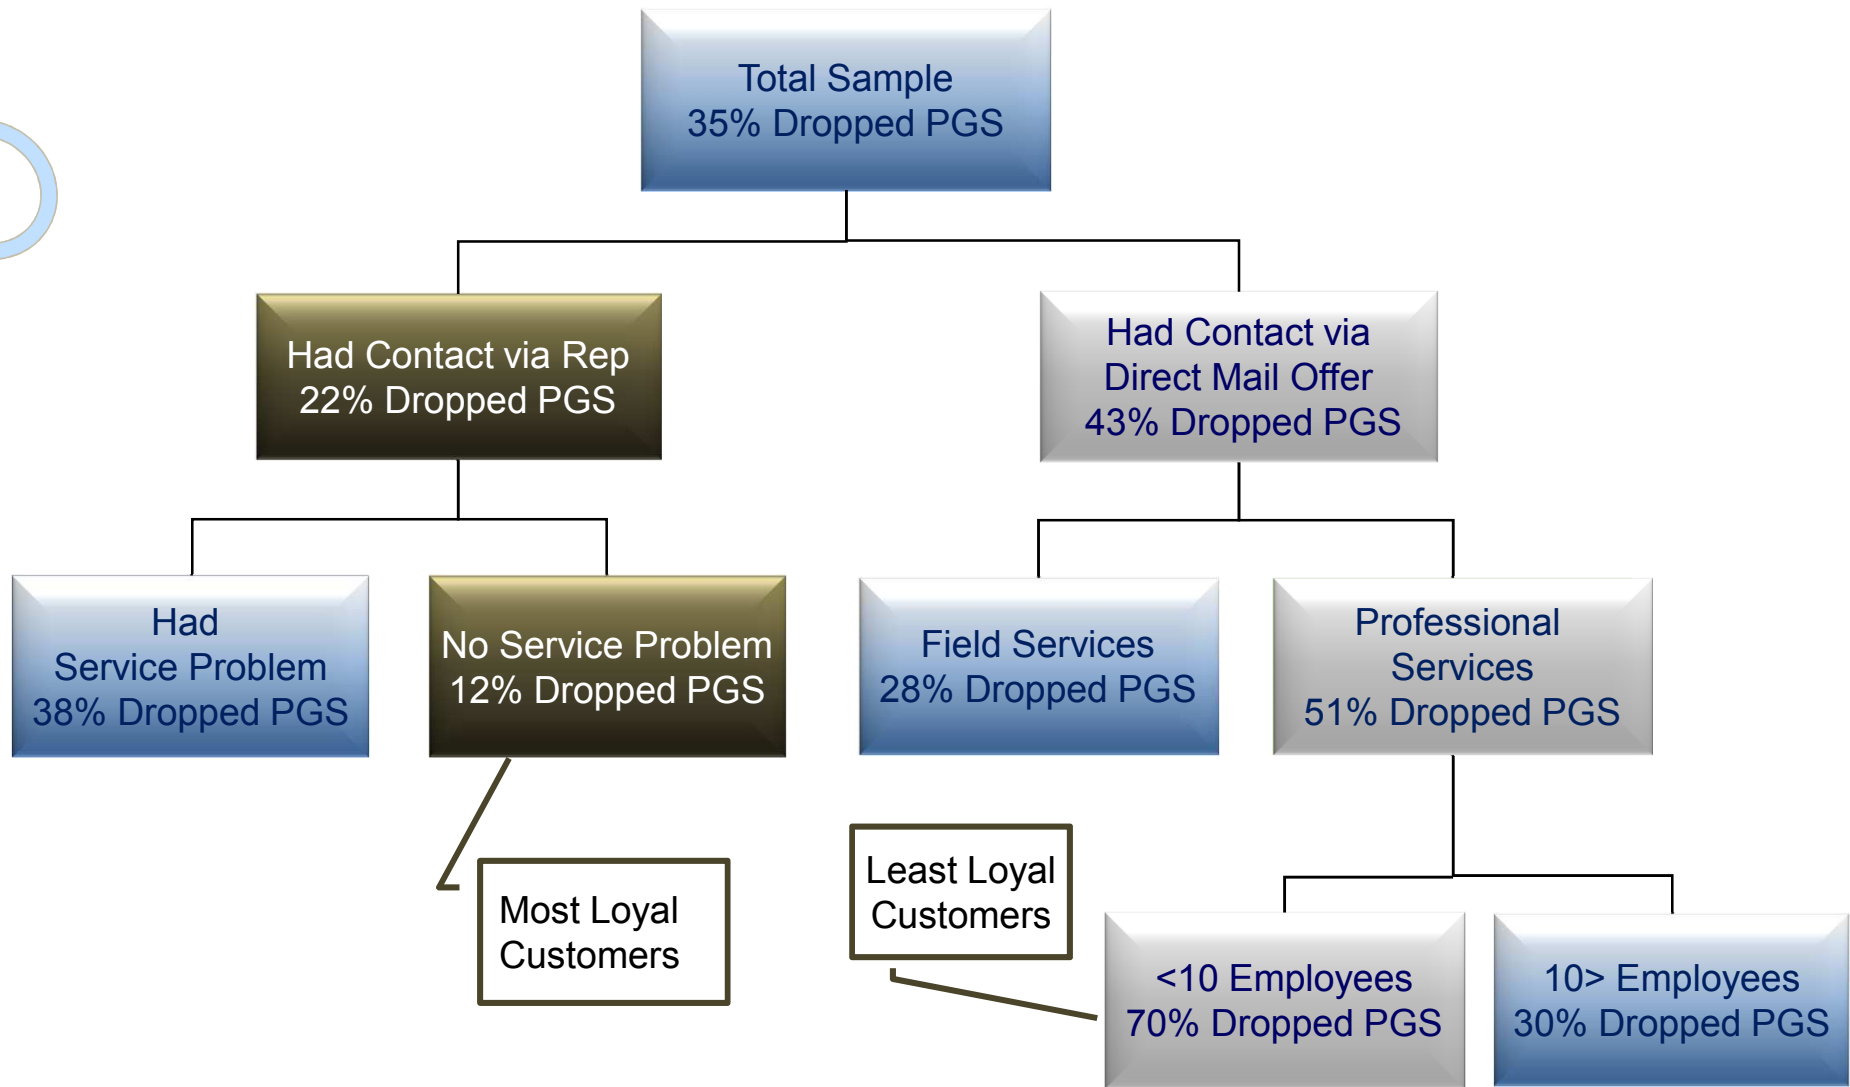 Total Sample
35% Dropped PGS
Had Contact via Rep
22% Dropped PGS
Had Contact via
Direct Mail Offer
43% Dropped PGS
Had
Service Problem
38% Dropped PGS
No Service Problem
12% Dropped PGS
Field Services
28% Dropped PGS
Professional
Services
51% Dropped PGS
Most Loyal
Customers
Least Loyal
Customers
<10 Employees
70% Dropped PGS
10> Employees
30% Dropped PGS